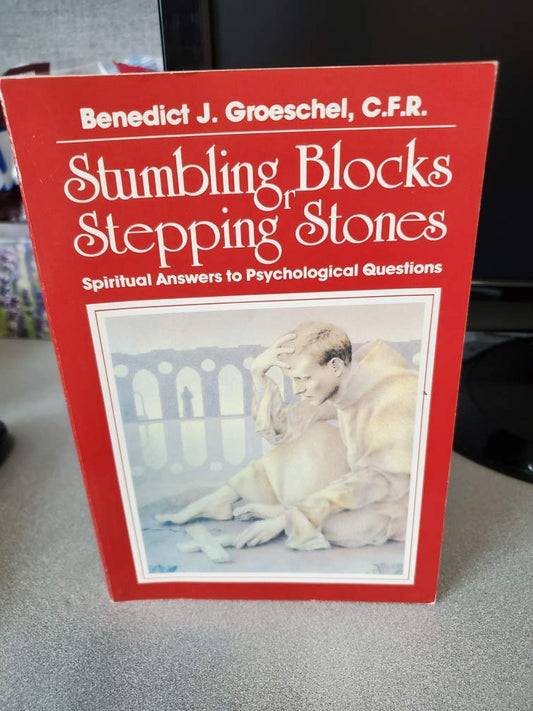 Benedict J. Groeschel, C.F.R.
Stumbling Blocks
or
Stepping Stones
Spiritual Answers to Psychological Questions